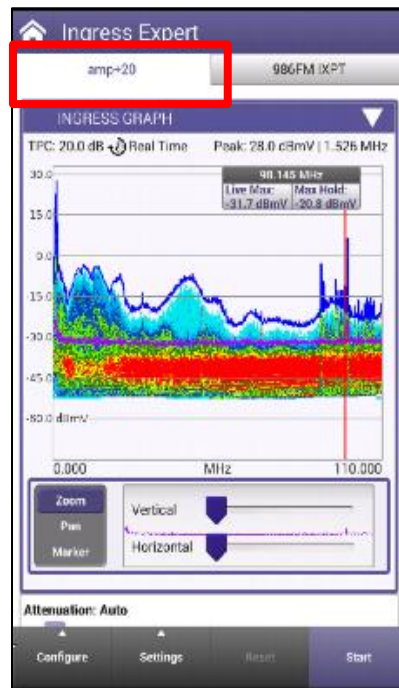 Ingress Expert
amp+20
986FM IXPT
INGRESS GRAPH
TPC: 20.0 dB Real Time Peak: 28.0 dBmV | 1.526 MHz
98.145 MHz
Live Max: Max Hold:
-31.7 dBmV -20.8 dBmV
30.0
15.0
0.0
-15.0
-30.0
-45.0
-60.0 dBmV
0.000 MHz 110.000
Zoom
Pan
Marker
Vertical
Horizontal
Attenuation: Auto
Configure Settings Reset Start